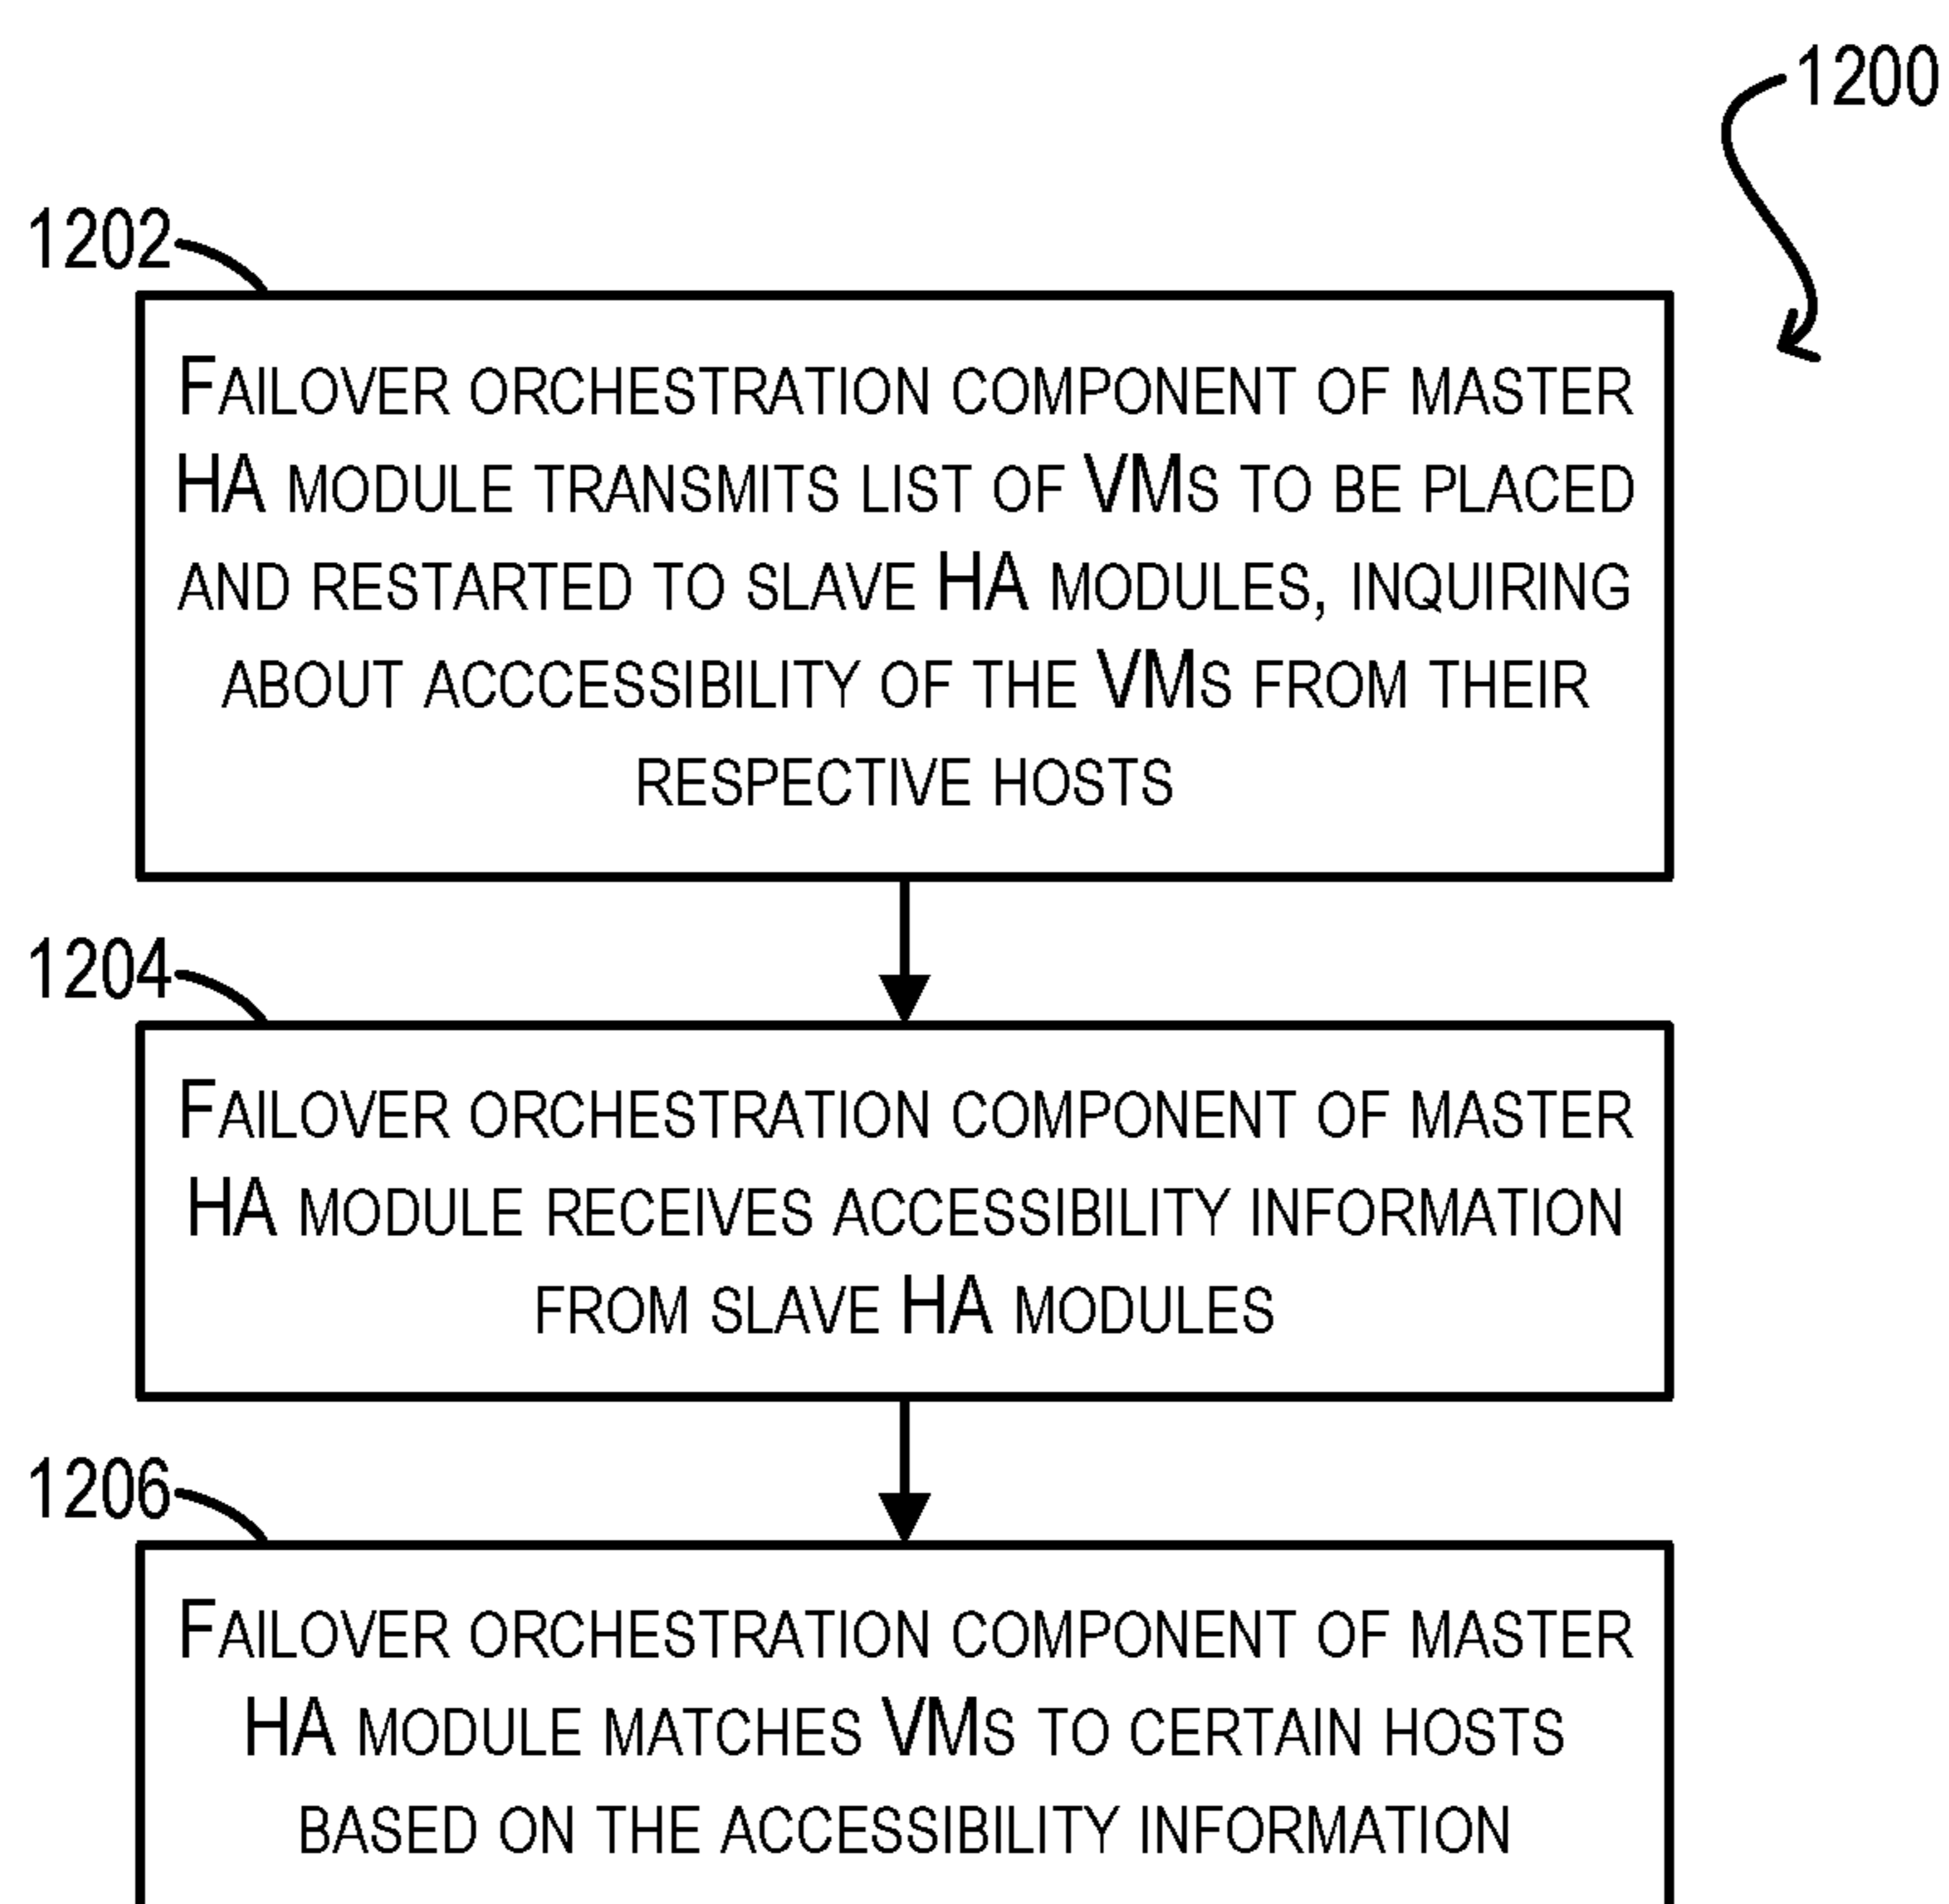 1200
1202
FAILOVER ORCHESTRATION COMPONENT OF MASTER
HA MODULE TRANSMITS LIST OF VMS TO BE PLACED
AND RESTARTED TO SLAVE HA MODULES, INQUIRING
ABOUT ACCCESSIBILITY OF THE VMS FROM THEIR
RESPECTIVE HOSTS
1204
FAILOVER ORCHESTRATION COMPONENT OF MASTER
HA MODULE RECEIVES ACCESSIBILITY INFORMATION
FROM SLAVE HA MODULES
1206
FAILOVER ORCHESTRATION COMPONENT OF MASTER
HA MODULE MATCHES VMS TO CERTAIN HOSTS
BASED ON THE ACCESSIBILITY INFORMATION